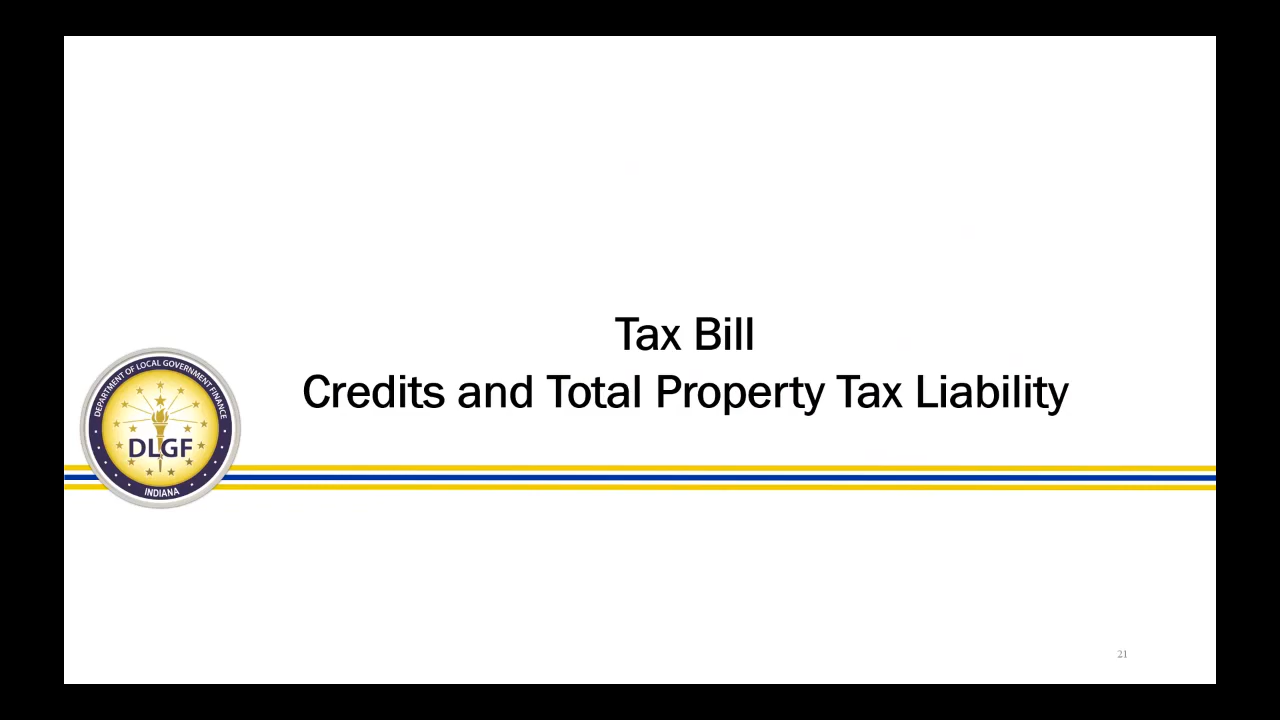 Tax Bill
Credits and Total Property Tax Liability
DEPARTMENT OF LOCAL GOVERNMENT FINANCE
DLGF
INDIANA
21